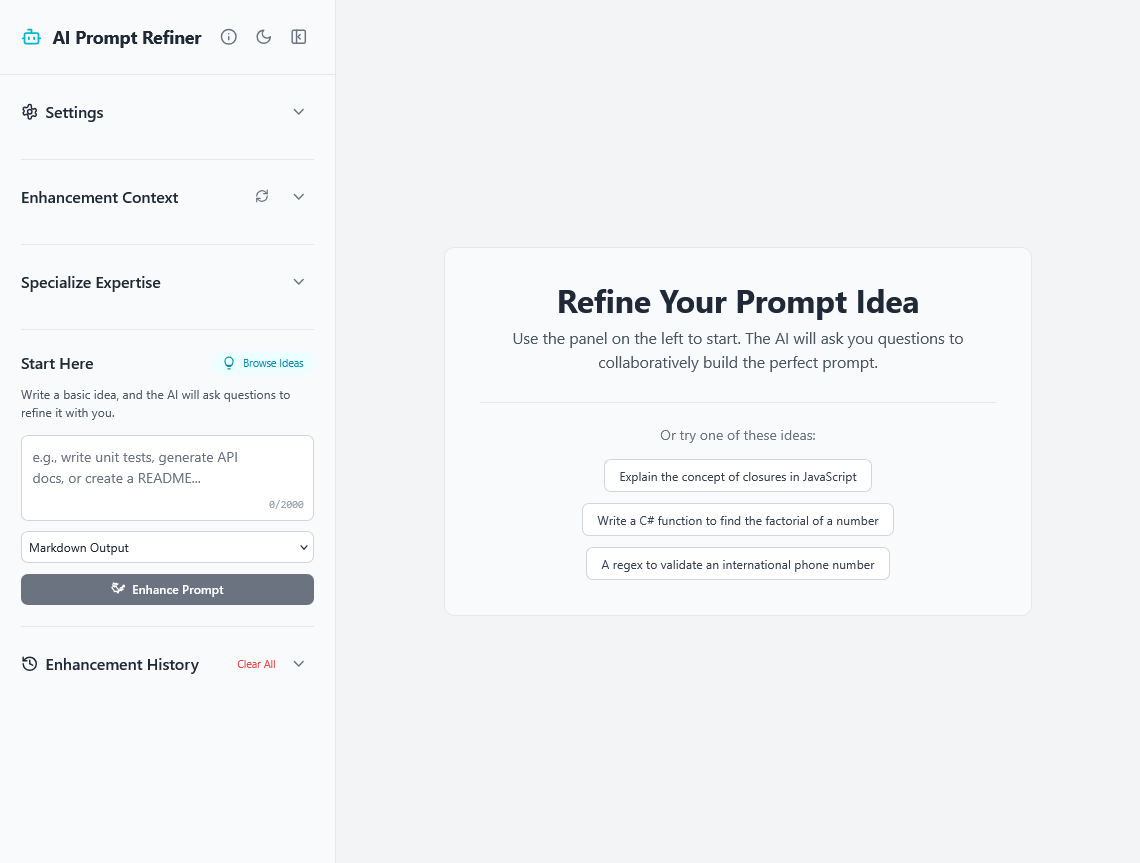 AI Prompt Refiner
Settings
Enhancement Context
Specialize Expertise
Start Here
Browse Ideas
Write a basic idea, and the AI will ask questions to
refine it with you.
e.g., write unit tests, generate API
docs, or create a README...
0/2000
Markdown Output
Enhance Prompt
Enhancement History
Clear All
Refine Your Prompt Idea
Use the panel on the left to start. The AI will ask you questions to
collaboratively build the perfect prompt.
Or try one of these ideas:
Explain the concept of closures in JavaScript
Write a C# function to find the factorial of a number
A regex to validate an international phone number